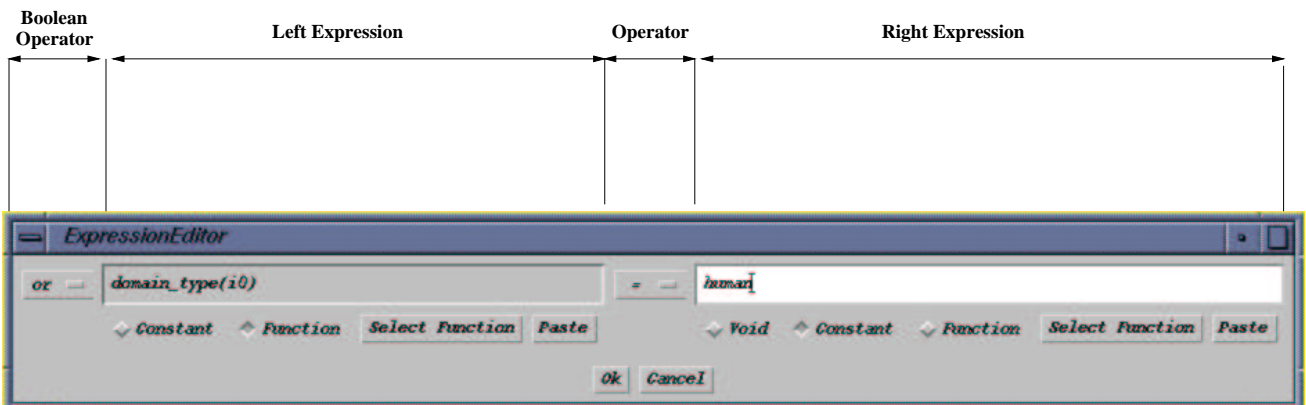 Boolean
Operator
Left Expression
Operator
Right Expression
ExpressionEditor
or
domain_type(i0)
=
human
Constant
Function
Select Function
Paste
Void
Constant
Function
Select Function
Paste
Ok
Cancel